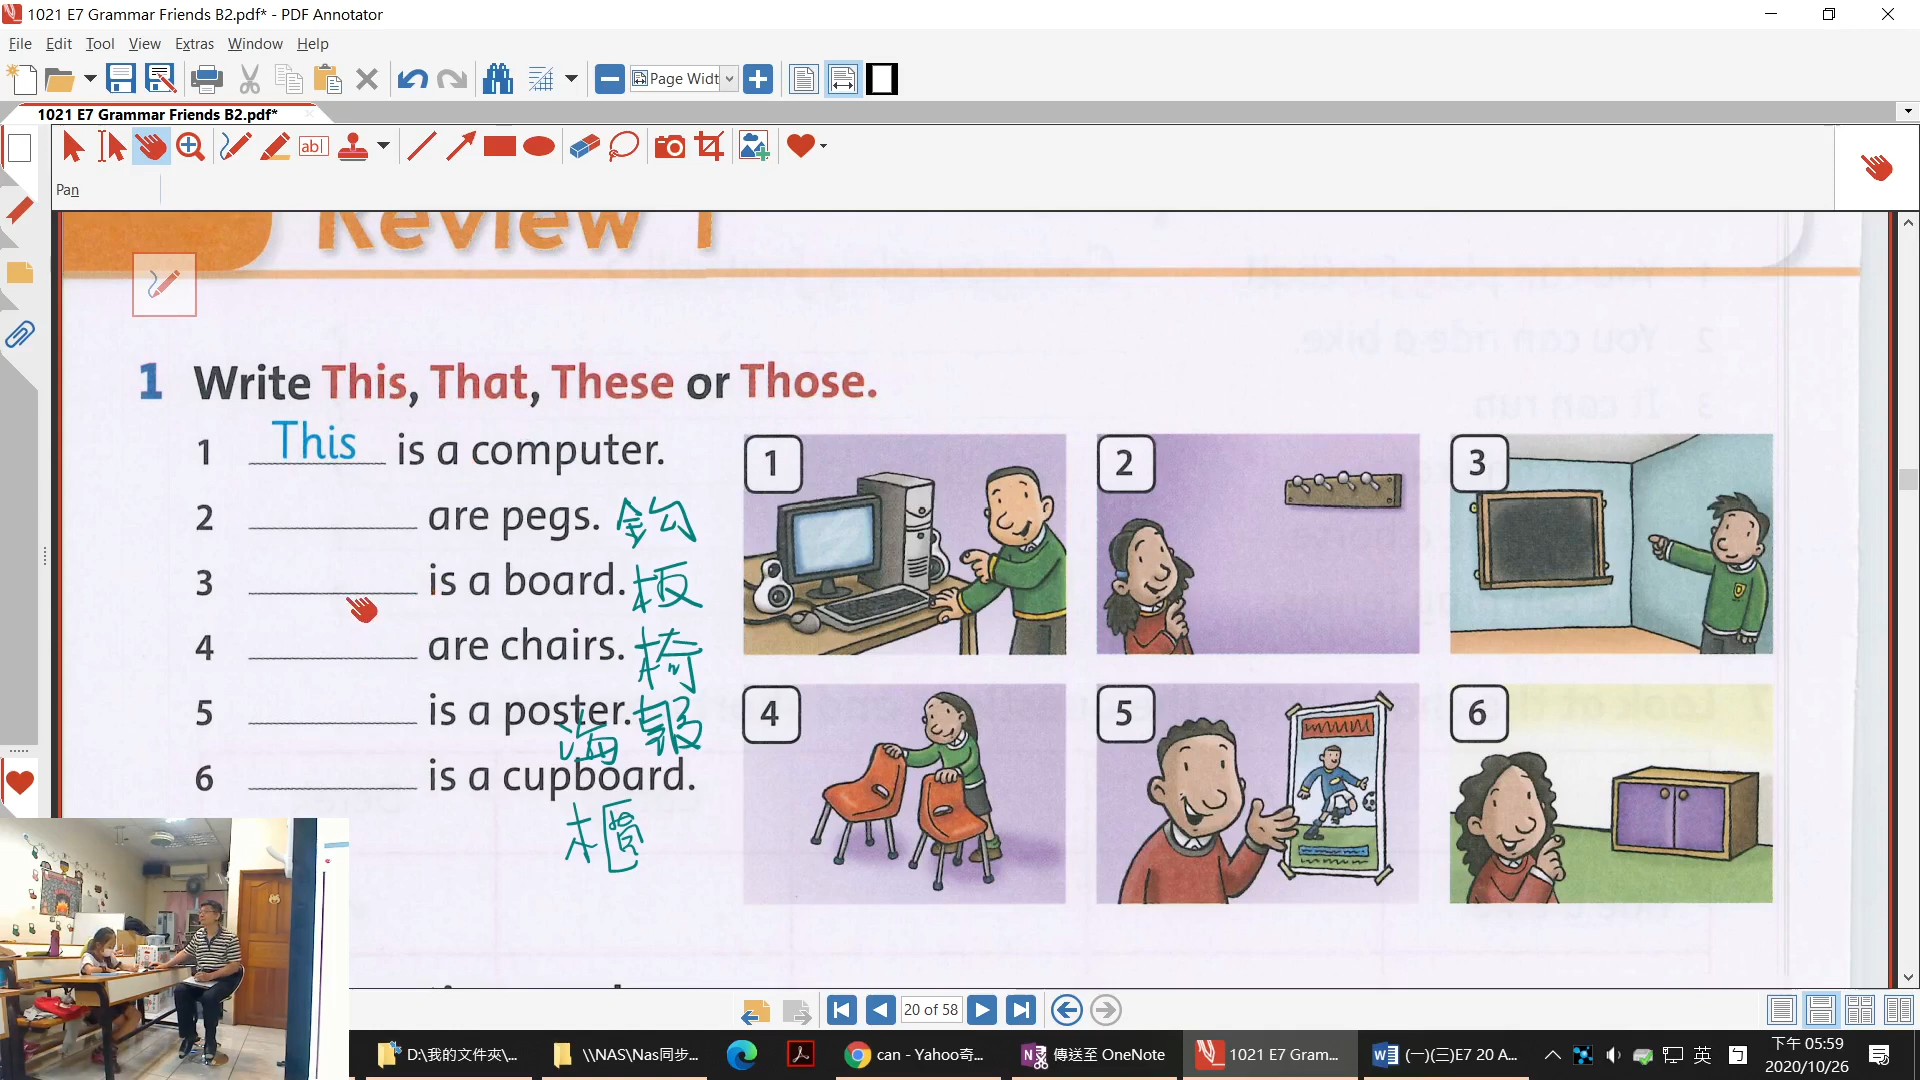 1021 E7 Grammar Friends B2.pdf* - PDF Annotator
File Edit Tool View Extras Window Help
Page Widt
1021 E7 Grammar Friends B2.pdf*
ab|
Pan
Review 1
1 Write This, That, These or Those.
1 This is a computer.
2 are pegs. 鈎
3 is a board. 板
4 are chairs. 椅
5 is a poster. 海報
6 is a cupboard.
櫃
1
2
3
4
5
6
20 of 58
D:\我的文件夾\...
\\NAS\Nas同步...
can - Yahoo奇...
傳送至 OneNote
1021 E7 Gram...
(一)(三)E7 20 A...
英
下午 05:59
2020/10/26